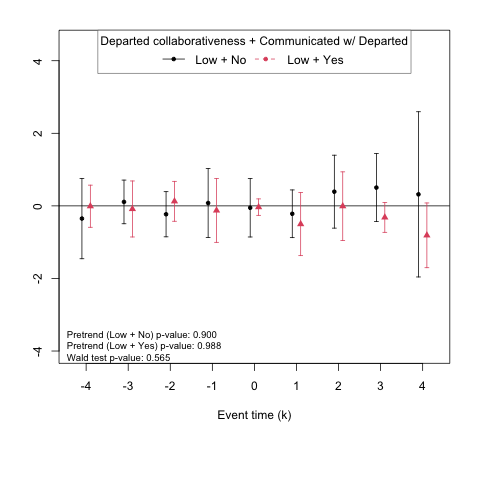 Departed collaborativeness + Communicated w/ Departed
Low + No Low + Yes
4
2
0
-2
-4
Pretrend (Low + No) p-value: 0.900
Pretrend (Low + Yes) p-value: 0.988
Wald test p-value: 0.565
-4 -3 -2 -1 0 1 2 3 4
Event time (k)